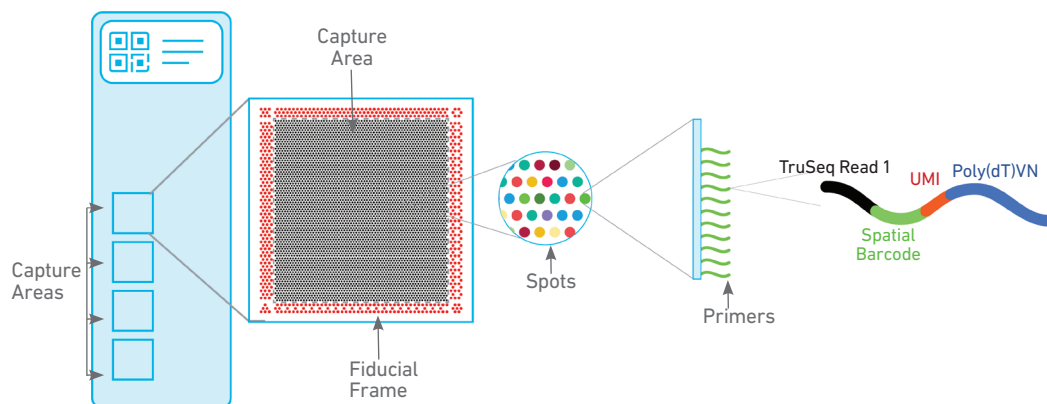 Capture
Area
Capture
Areas
Fiducial
Frame
Spots
Primers
TruSeq Read 1
Spatial
Barcode
UMI
Poly(dT)VN